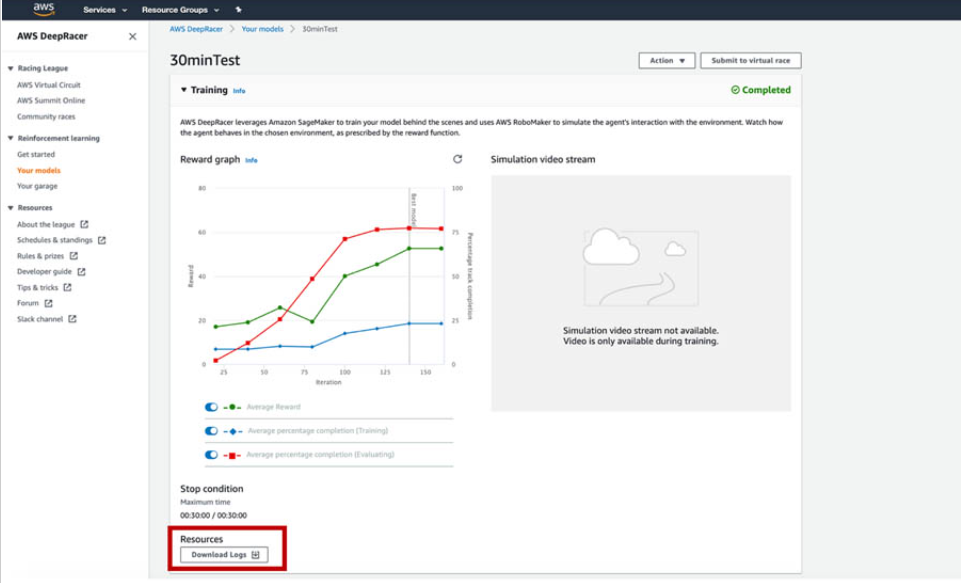 aws
Services
Resource Groups
AWS DeepRacer
AWS DeepRacer > Your models > 30minTest
Racing League
AWS Virtual Circuit
AWS Summit Online
Community races
Reinforcement learning
Get started
Your models
Your garage
Resources
About the league
Schedules & standings
Rules & prizes
Developer guide
Tips & tricks
Forum
Slack channel
30minTest
Action
Submit to virtual race
Training Info
Completed
AWS DeepRacer leverages Amazon SageMaker to train your model behind the scenes and uses AWS RoboMaker to simulate the agent's interaction with the environment. Watch how
the agent behaves in the chosen environment, as prescribed by the reward function.
Reward graph Info
80
60
40
20
0
Reward
Best model
100
75
50
25
0
Percentage track completion
25 50 75 100 125 150
Iteration
Average Reward
Average percentage completion (Training)
Average percentage completion (Evaluating)
Simulation video stream
Simulation video stream not available.
Video is only available during training.
Stop condition
Maximum time
00:30:00 / 00:30:00
Resources
Download Logs